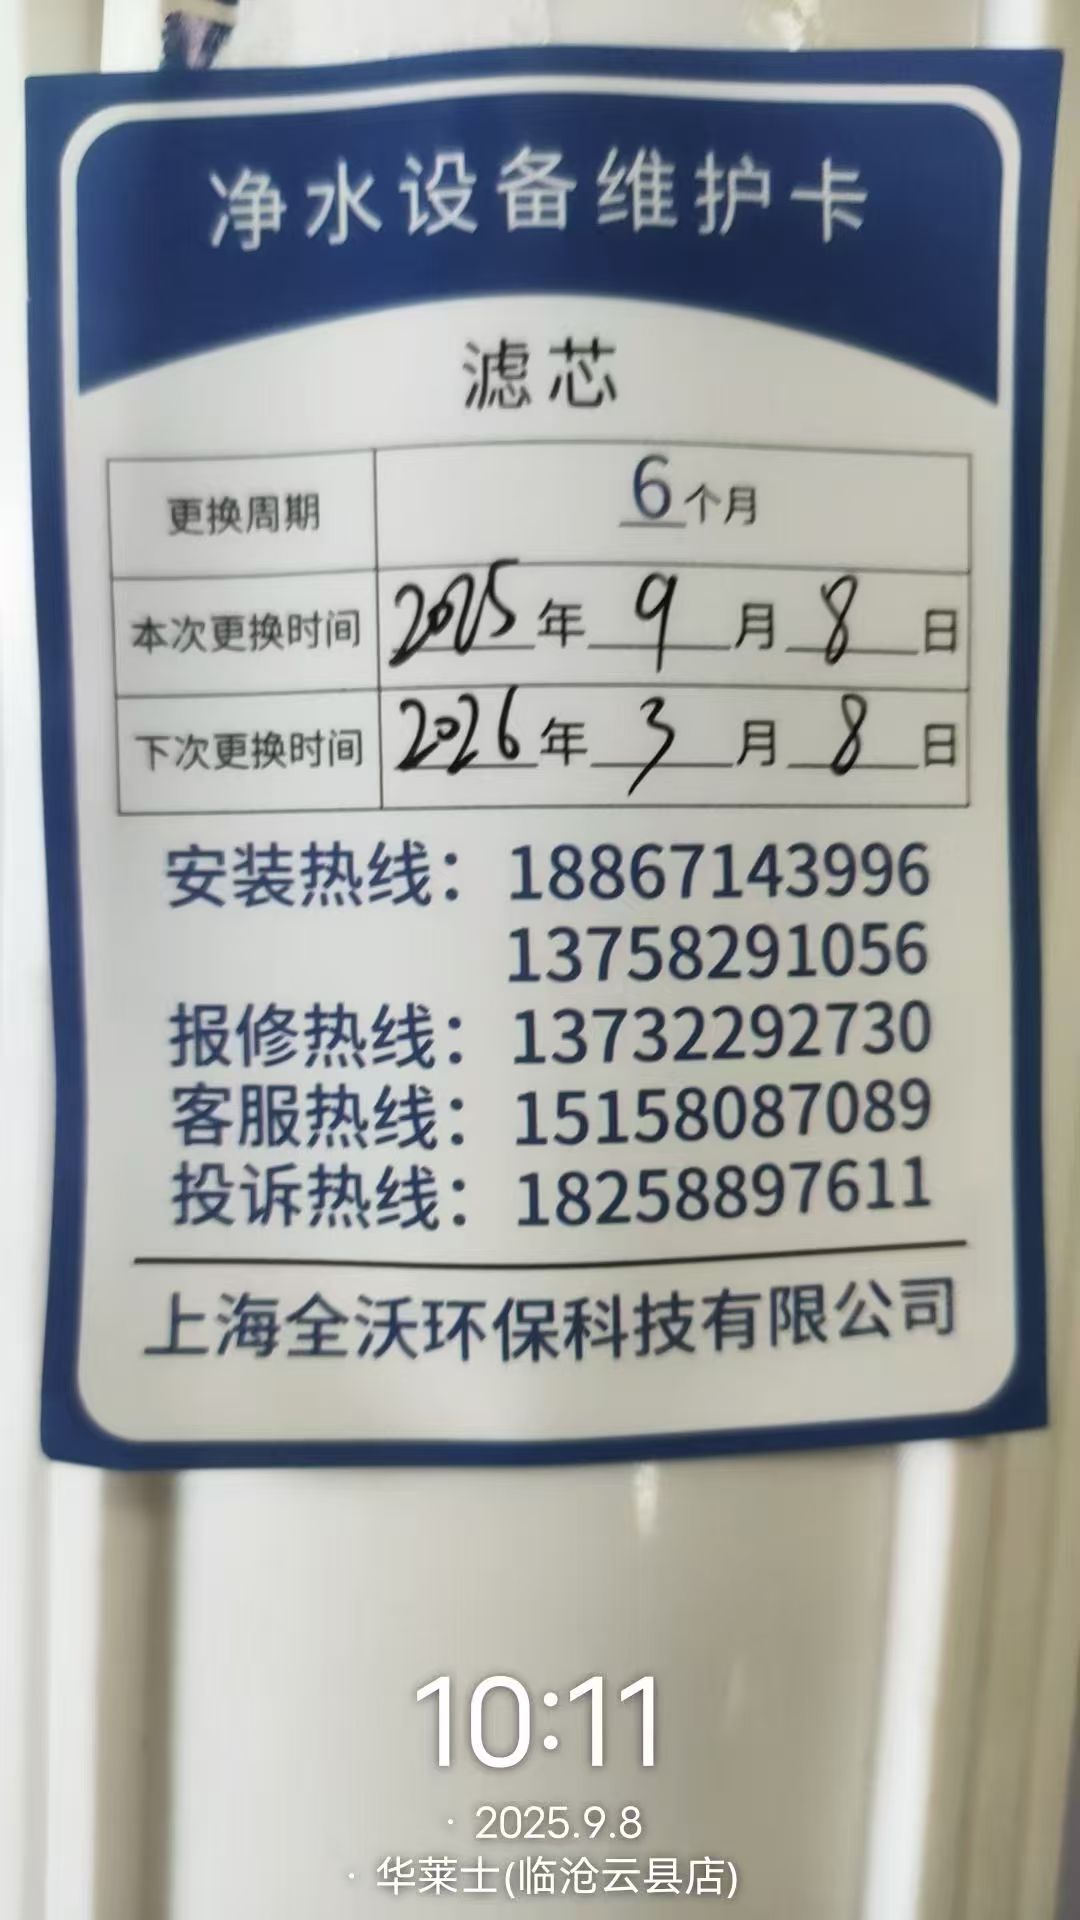 净水设备维护卡
滤芯
更换周期 6个月
本次更换时间 2025年9月8日
下次更换时间 2026年3月8日
安装热线：18867143996
13758291056
报修热线：13732292730
客服热线：15158087089
投诉热线：18258897611
上海全沃环保科技有限公司
10:11
· 2025.9.8
· 华莱士(临沧云县店)